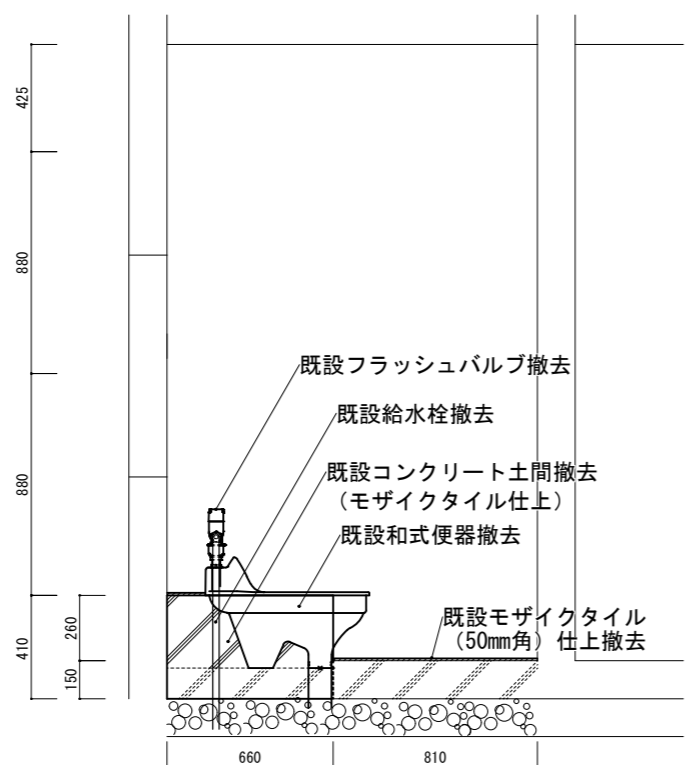 425
880
既設フラッシュバルブ撤去
既設給水栓撤去
880
既設コンクリート土間撤去
（モザイクタイル仕上）
既設和式便器撤去
410
260
既設モザイクタイル
（50mm角）仕上撤去
150
660
810